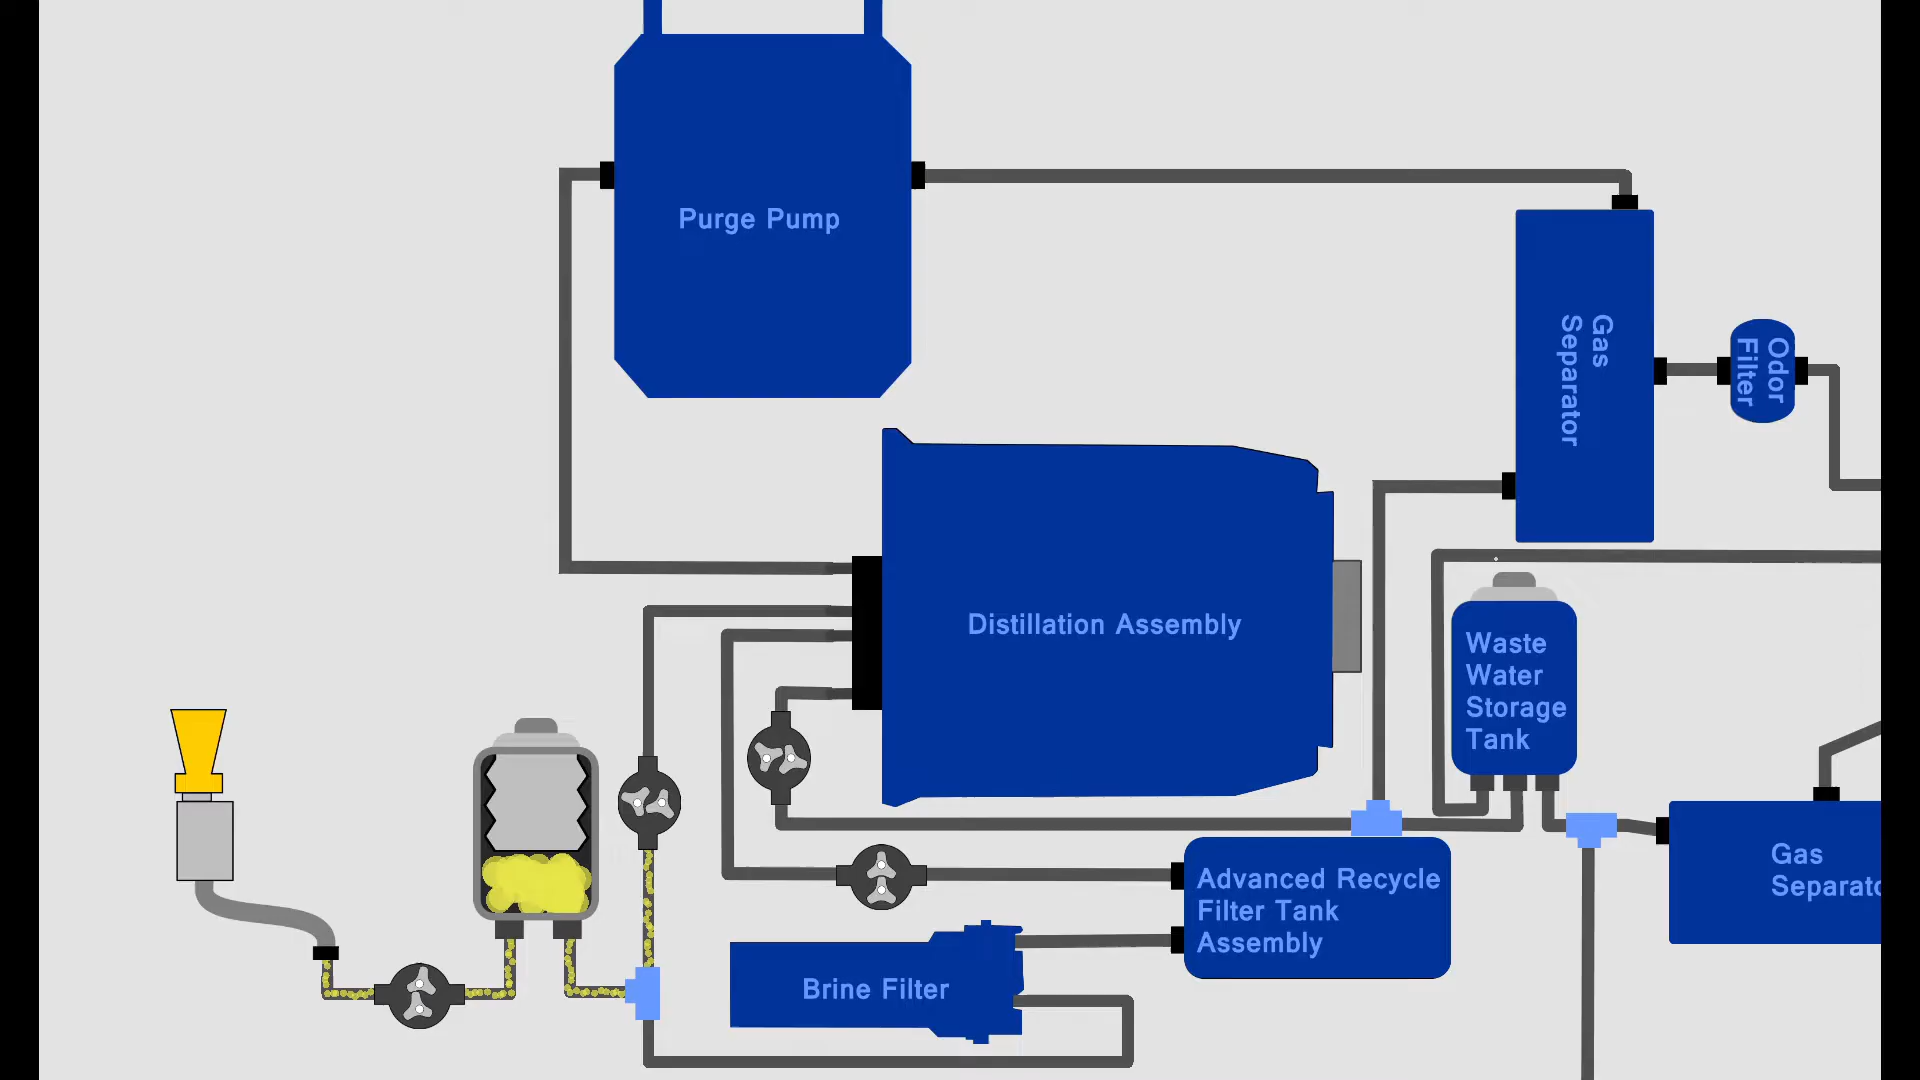 Purge Pump
Gas
Separator
Odor
Filter
Distillation Assembly
Waste
Water
Storage
Tank
Gas
Separato
Advanced Recycle
Filter Tank
Assembly
Brine Filter